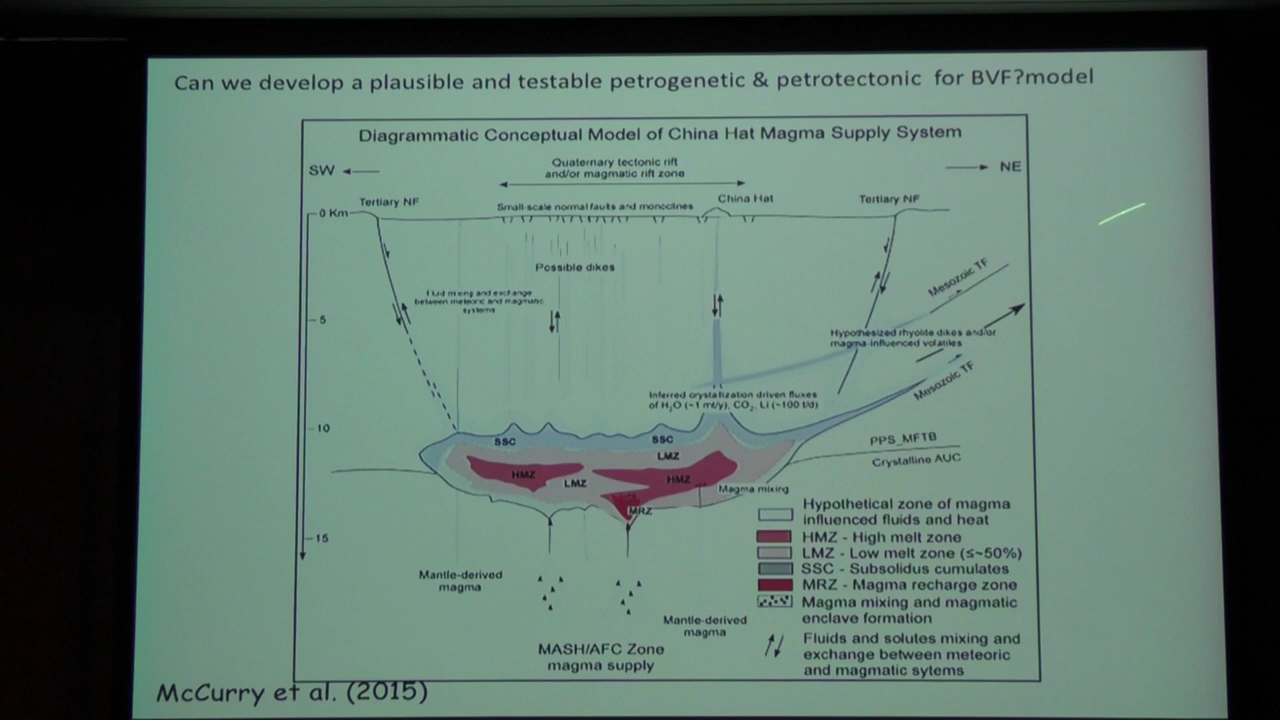 Can we develop a plausible and testable petrogenetic & petrotectonic for BVF?model
Diagrammatic Conceptual Model of China Hat Magma Supply System
SW
Quaternary tectonic rift
and/or magmatic rift zone
NE
Tertiary NF
Small-scale normal faults and monoclines
China Hat
Tertiary NF
0 Km
Possible dikes
Mesozoic TF
Fluid mixing and exchange
between meteoric and magmatic
systems
5
Hypothesized rhyolite dikes and/or
magma-influenced volatiles
Mesozoic TF
Inferred crystalization driven fluxes
of H2O (~1 mt/y), CO2, Li (~100 t/d)
10
SSC
SSC
PPS_MFTB
LMZ
Crystalline AUC
HMZ
LMZ
HMZ
Magma mixing
MRZ
15
Hypothetical zone of magma
influenced fluids and heat
HMZ - High melt zone
LMZ - Low melt zone (≤~50%)
SSC - Subsolidus cumulates
MRZ - Magma recharge zone
Magma mixing and magmatic
enclave formation
Fluids and solutes mixing and
exchange between meteoric
and magmatic sytems
Mantle-derived
magma
Mantle-derived
magma
MASH/AFC Zone
magma supply
McCurry et al. (2015)